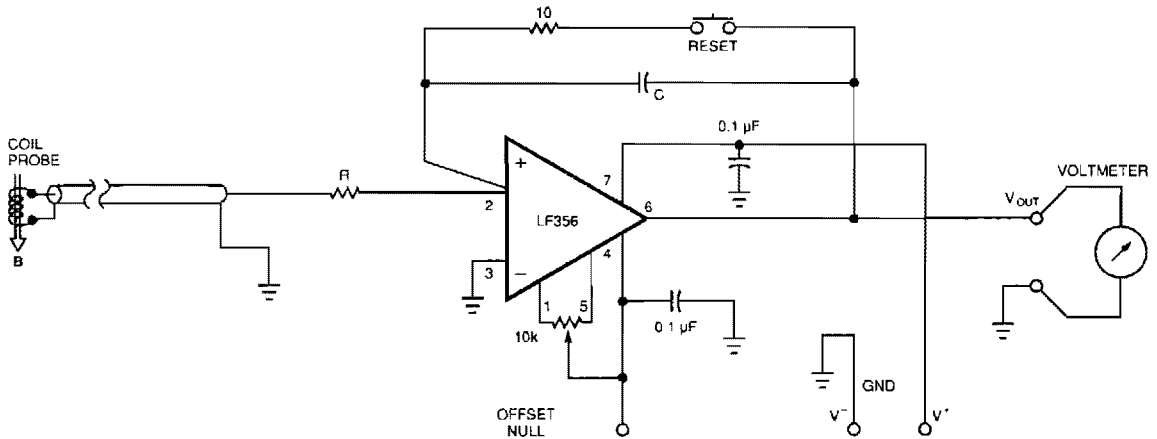 10
RESET
C
0.1 µF
COIL
PROBE
VOLTMETER
R
+
7
2
LF356
6
VOUT
4
B
3
−
1
5
0.1 µF
10k
GND
OFFSET
NULL
V−
V+